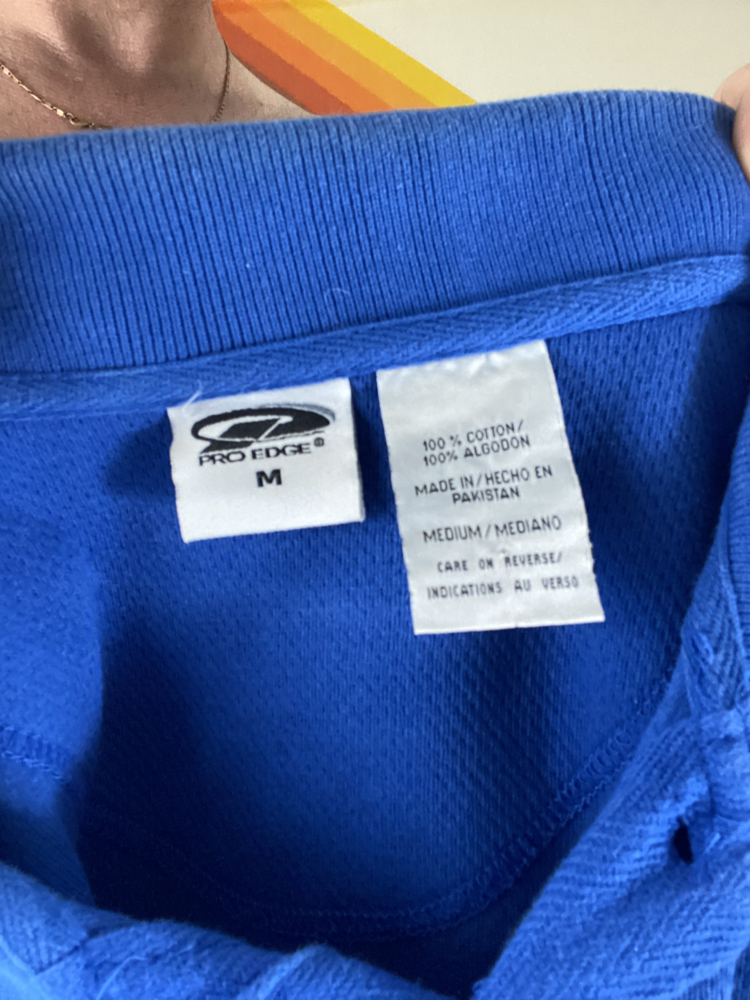 PRO EDGE®
M
100 % COTTON/
100% ALGODON
MADE IN/HECHO EN
PAKISTAN
MEDIUM/MEDIANO
CARE ON REVERSE/
INDICATIONS AU VERSO